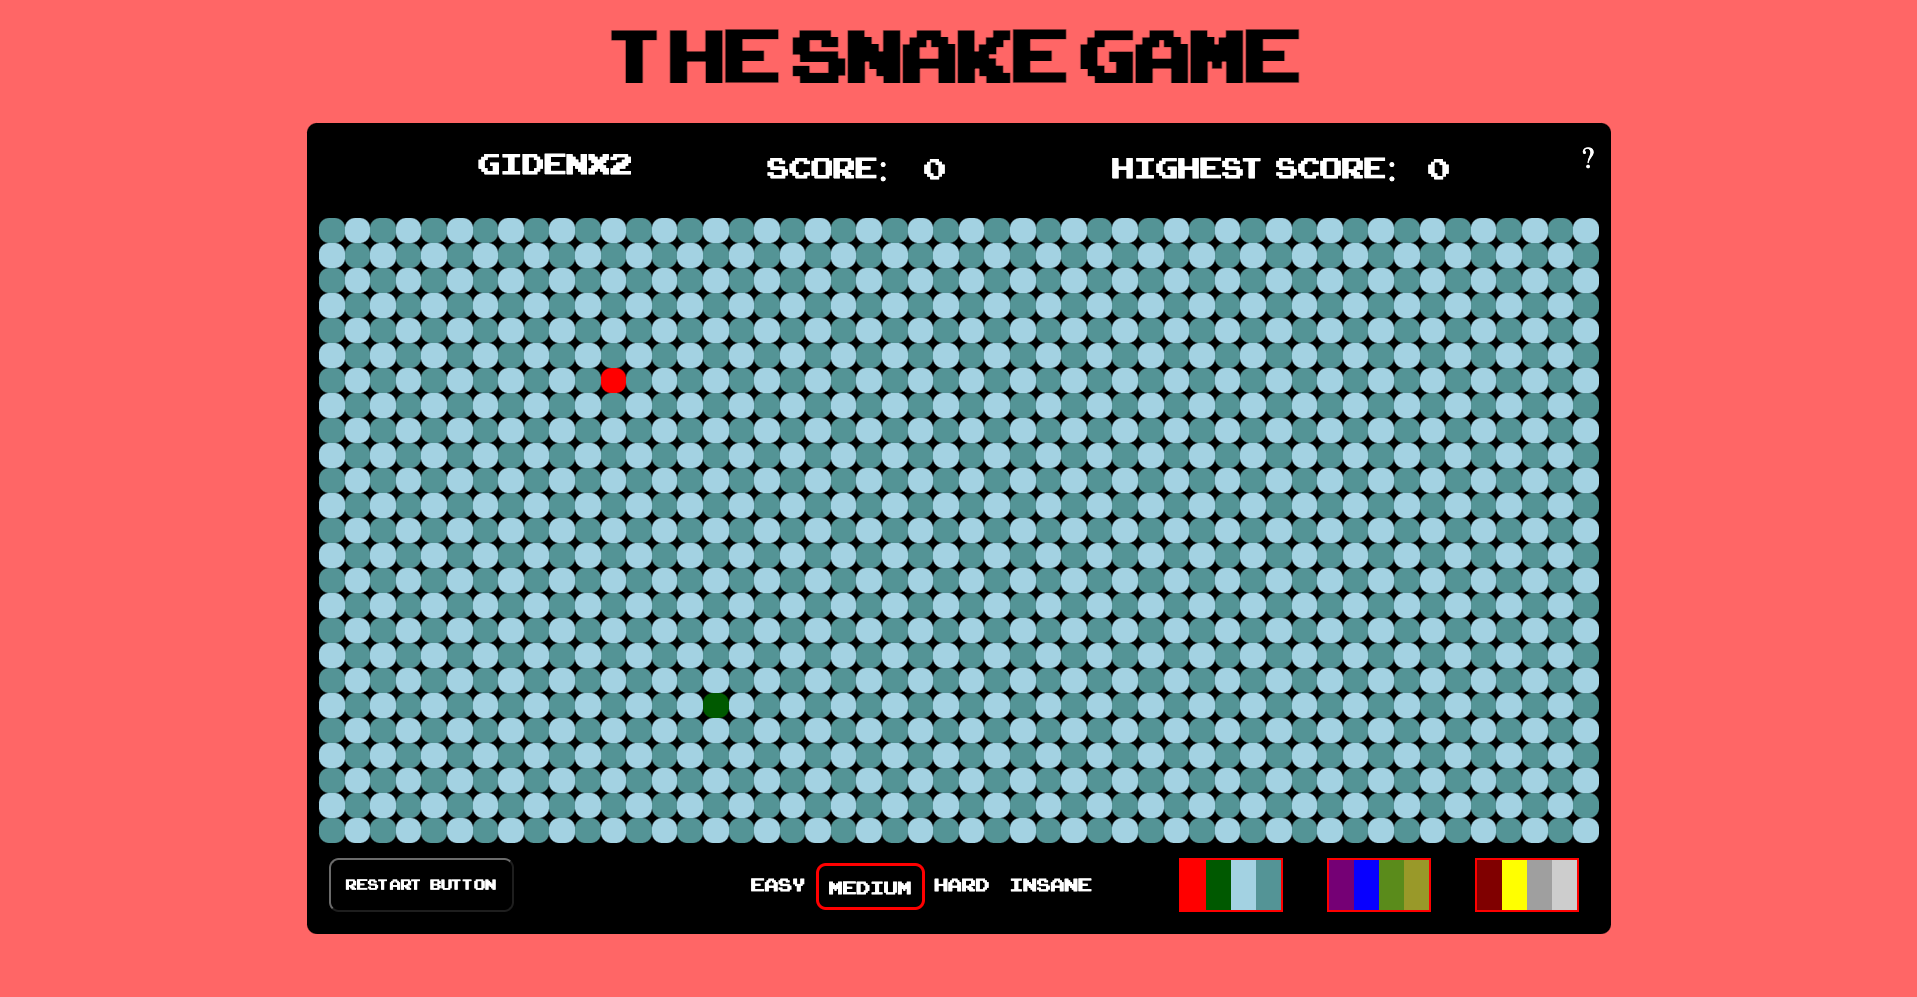 THE SNAKE GAME
GIDENX2 SCORE: 0 HIGHEST SCORE: 0 ?
RESTART BUTTON EASY MEDIUM HARD INSANE